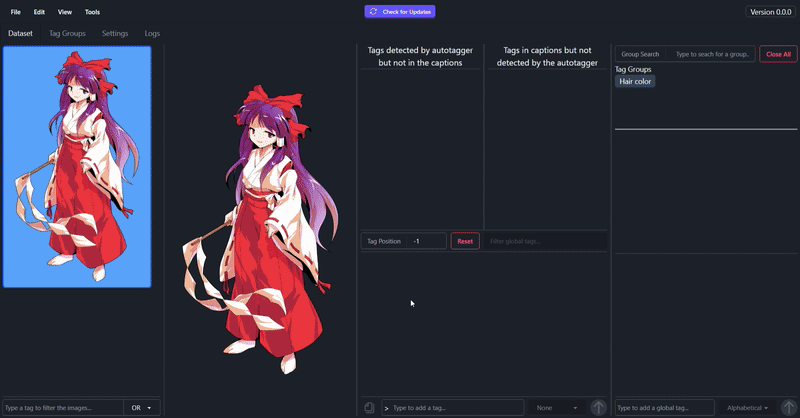 File Edit View Tools
Check for Updates
Version 0.0.0
Dataset Tag Groups Settings Logs
Tags detected by autotagger
but not in the captions
Tags in captions but not
detected by the autotagger
Group Search Type to seach for a group..
Close All
Tag Groups
Hair color
Tag Position -1 Reset Filter global tags...
Type a tag to filter the images... OR
> Type to add a tag... None
Type to add a global tag... Alphabetical